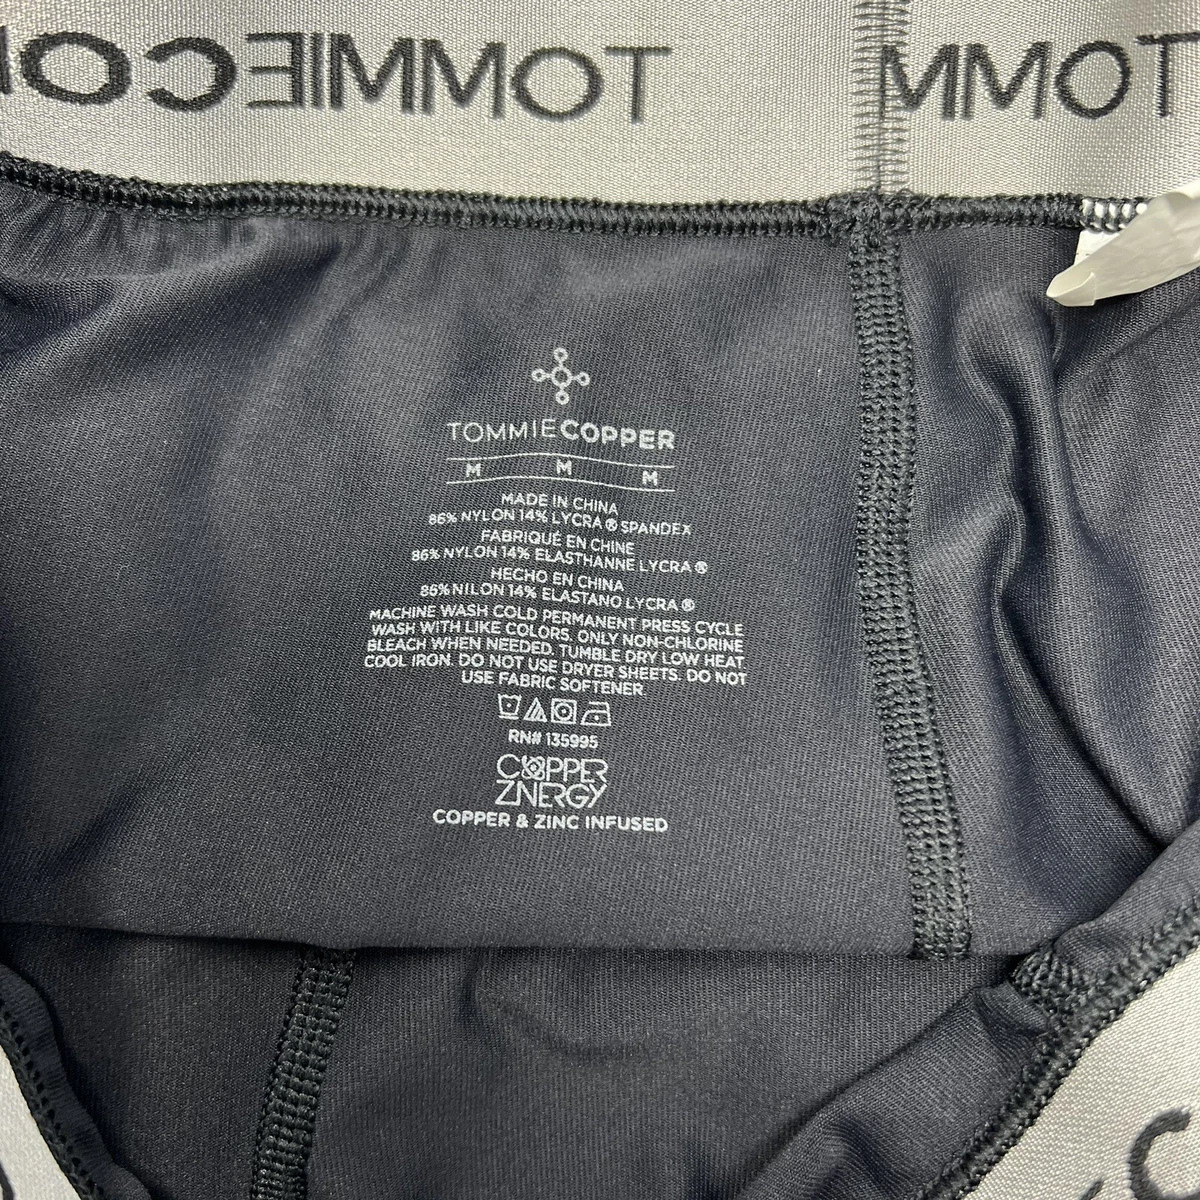 TOMMIECO
TOMM
TOMMIECOPPER
M M M
MADE IN CHINA
86% NYLON 14% LYCRA® SPANDEX
FABRIQUÉ EN CHINE
86% NYLON 14% ELASTHANNE LYCRA®
HECHO EN CHINA
86% NILON 14% ELASTANO LYCRA®
MACHINE WASH COLD PERMANENT PRESS CYCLE
WASH WITH LIKE COLORS. ONLY NON-CHLORINE
BLEACH WHEN NEEDED. TUMBLE DRY LOW HEAT.
COOL IRON. DO NOT USE DRYER SHEETS. DO NOT
USE FABRIC SOFTENER.
RN# 135995
COPPER
ZNERGY
COPPER & ZINC INFUSED